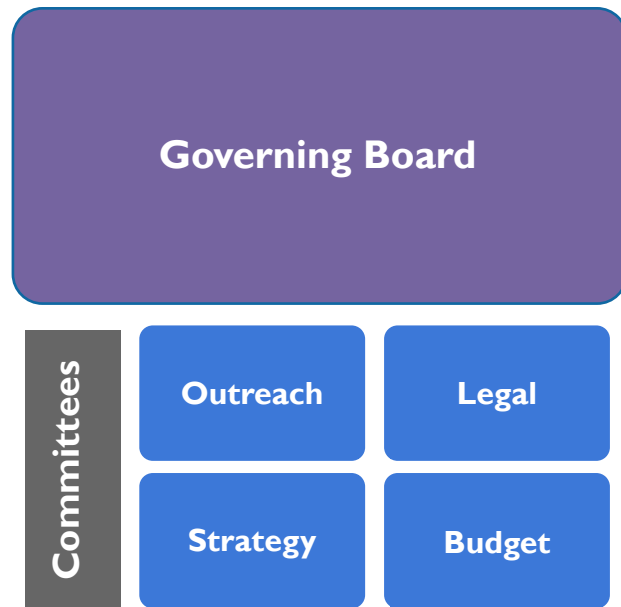 Governing Board
Committees
Outreach
Legal
Strategy
Budget